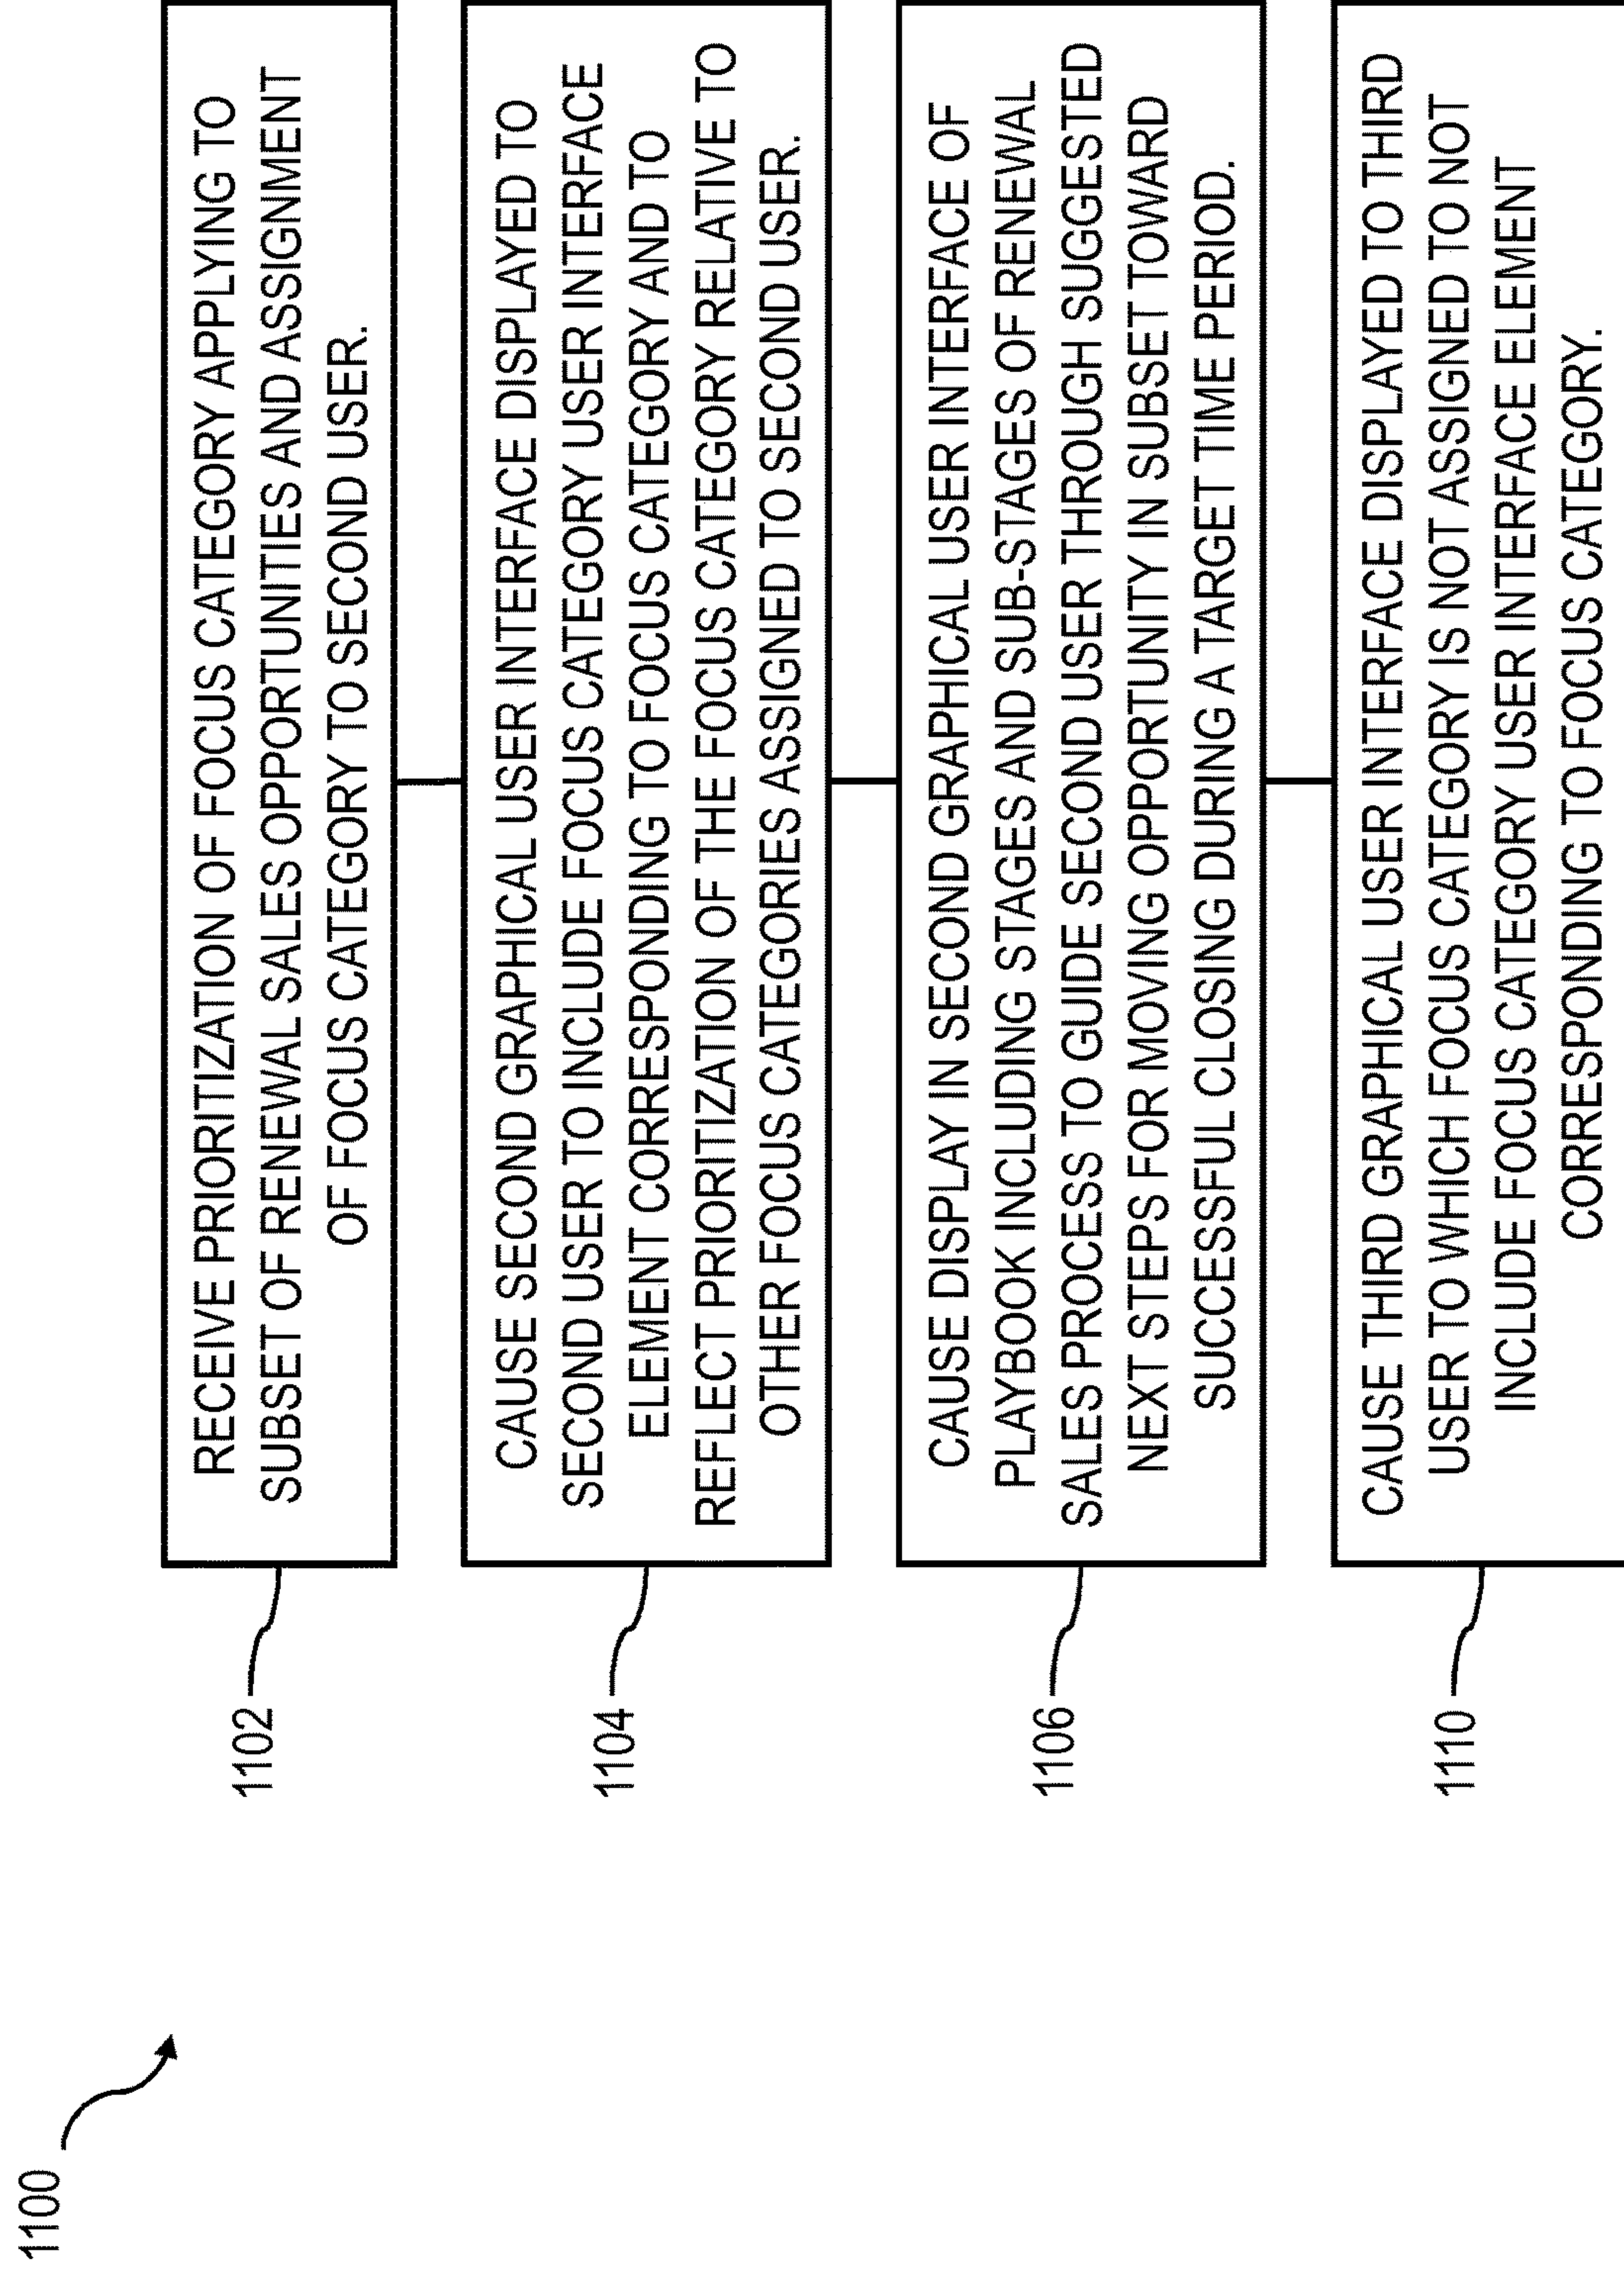 1100
1102
RECEIVE PRIORITIZATION OF FOCUS CATEGORY APPLYING TO
SUBSET OF RENEWAL SALES OPPORTUNITIES AND ASSIGNMENT
OF FOCUS CATEGORY TO SECOND USER.
1104
CAUSE SECOND GRAPHICAL USER INTERFACE DISPLAYED TO
SECOND USER TO INCLUDE FOCUS CATEGORY USER INTERFACE
ELEMENT CORRESPONDING TO FOCUS CATEGORY AND TO
REFLECT PRIORITIZATION OF THE FOCUS CATEGORY RELATIVE TO
OTHER FOCUS CATEGORIES ASSIGNED TO SECOND USER.
1106
CAUSE DISPLAY IN SECOND GRAPHICAL USER INTERFACE OF
PLAYBOOK INCLUDING STAGES AND SUB-STAGES OF RENEWAL
SALES PROCESS TO GUIDE SECOND USER THROUGH SUGGESTED
NEXT STEPS FOR MOVING OPPORTUNITY IN SUBSET TOWARD
SUCCESSFUL CLOSING DURING A TARGET TIME PERIOD.
1110
CAUSE THIRD GRAPHICAL USER INTERFACE DISPLAYED TO THIRD
USER TO WHICH FOCUS CATEGORY IS NOT ASSIGNED TO NOT
INCLUDE FOCUS CATEGORY USER INTERFACE ELEMENT
CORRESPONDING TO FOCUS CATEGORY.